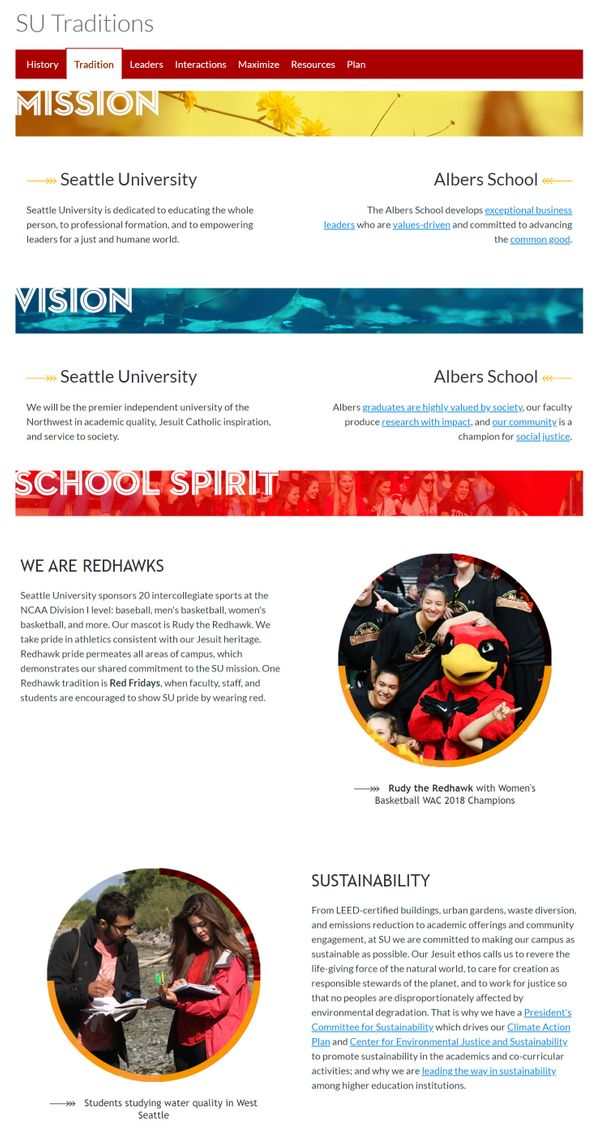 SU Traditions
History Tradition Leaders Interactions Maximize Resources Plan
MISSION
Seattle University
Seattle University is dedicated to educating the whole
person, to professional formation, and to empowering
leaders for a just and humane world.
Albers School
The Albers School develops exceptional business
leaders who are values-driven and committed to advancing
the common good.
VISION
Seattle University
We will be the premier independent university of the
Northwest in academic quality, Jesuit Catholic inspiration,
and service to society.
Albers School
Albers graduates are highly valued by society, our faculty
produce research with impact, and our community is a
champion for social justice.
SCHOOL SPIRIT
WE ARE REDHAWKS
Seattle University sponsors 20 intercollegiate sports at the
NCAA Division I level: baseball, men's basketball, women's
basketball, and more. Our mascot is Rudy the Redhawk. We
take pride in athletics consistent with our Jesuit heritage.
Redhawk pride permeates all areas of campus, which
demonstrates our shared commitment to the SU mission. One
Redhawk tradition is Red Fridays, when faculty, staff, and
students are encouraged to show SU pride by wearing red.
Rudy the Redhawk with Women's
Basketball WAC 2018 Champions
SUSTAINABILITY
From LEED-certified buildings, urban gardens, waste diversion,
and emissions reduction to academic offerings and community
engagement, at SU we are committed to making our campus as
sustainable as possible. Our Jesuit ethos calls us to revere the
life-giving force of the natural world, to care for creation as
responsible stewards of the planet, and to work for justice so
that no peoples are disproportionately affected by
environmental degradation. That is why we have a President's
Committee for Sustainability which drives our Climate Action
Plan and Center for Environmental Justice and Sustainability
to promote sustainability in the academics and co-curricular
activities; and why we are leading the way in sustainability
among higher education institutions.
Students studying water quality in West
Seattle